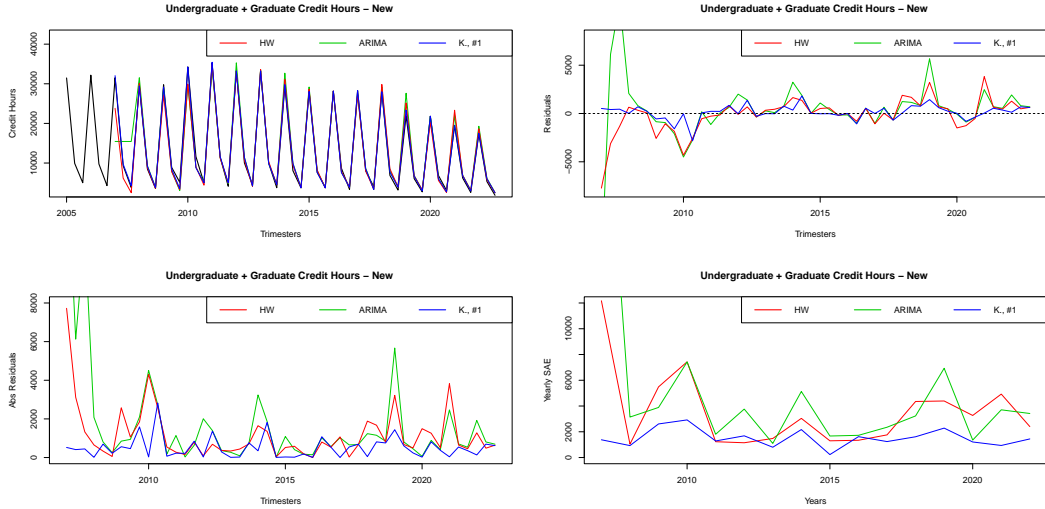 Undergraduate + Graduate Credit Hours − New
HW ARIMA K., #1
Credit Hours
10000 20000 30000 40000
2005 2010 2015 2020
Trimesters
Undergraduate + Graduate Credit Hours − New
HW ARIMA K., #1
Residuals
−5000 0 5000
2010 2015 2020
Trimesters
Undergraduate + Graduate Credit Hours − New
HW ARIMA K., #1
Abs Residuals
0 2000 4000 6000 8000
2010 2015 2020
Trimesters
Undergraduate + Graduate Credit Hours − New
HW ARIMA K., #1
Yearly SAE
0 2000 6000 10000
2010 2015 2020
Years